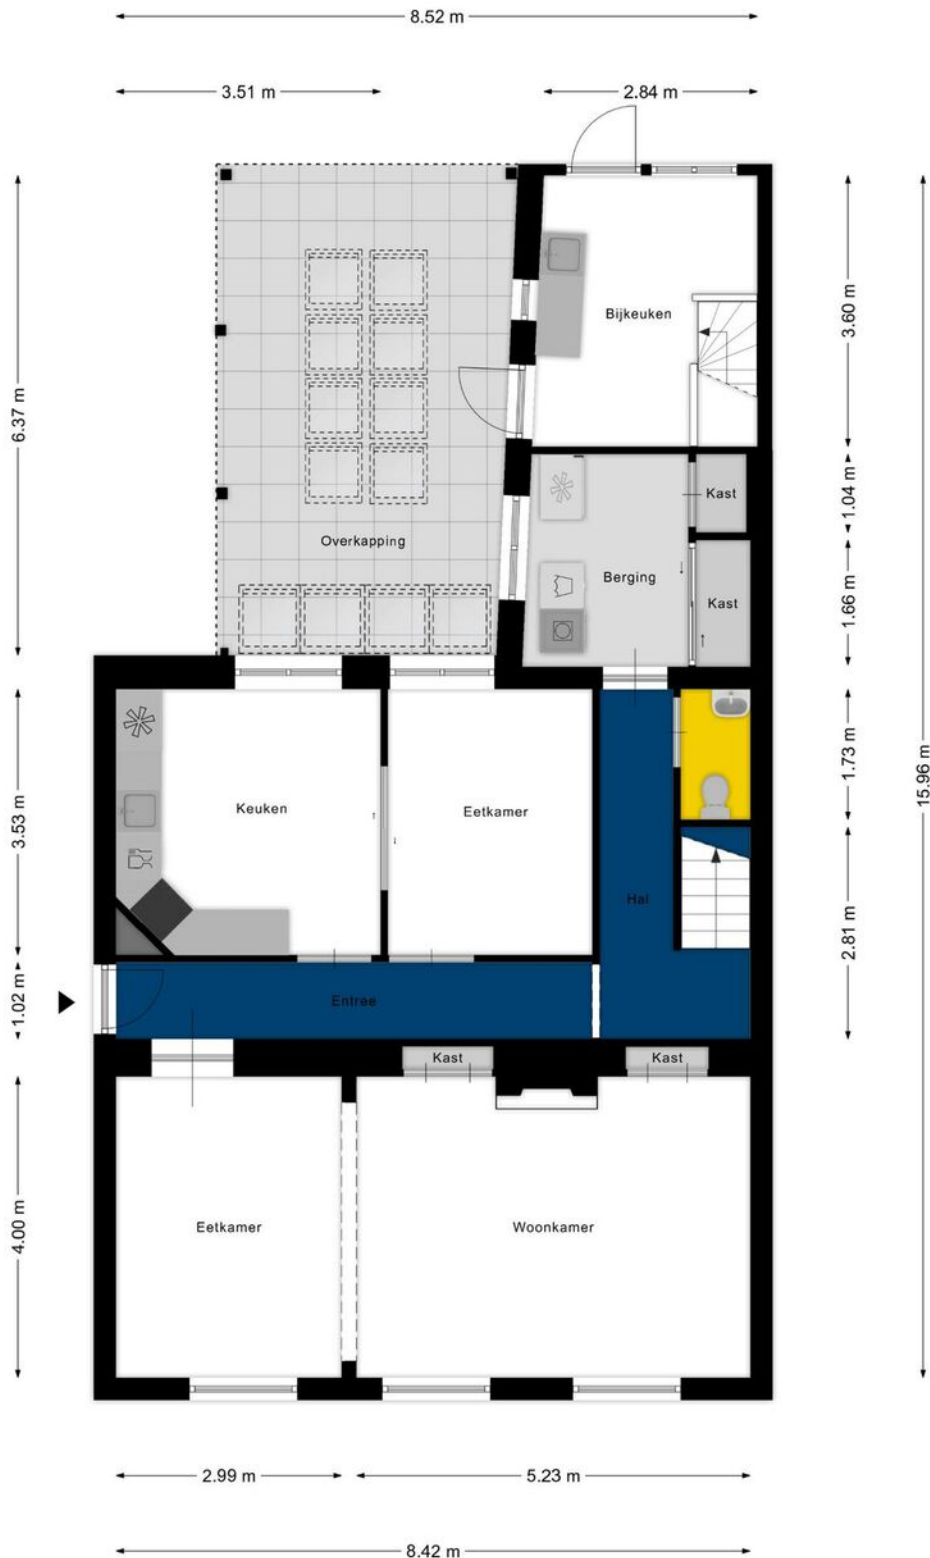 8.52 m
3.51 m
2.84 m
6.37 m
3.60 m
15.96 m
Bijkeuken
Overkapping
Kast
1.04 m
Berging
Kast
1.66 m
3.53 m
Keuken
Eetkamer
1.73 m
Hal
2.81 m
1.02 m
Entree
Kast
Kast
4.00 m
Eetkamer
Woonkamer
2.99 m
5.23 m
8.42 m